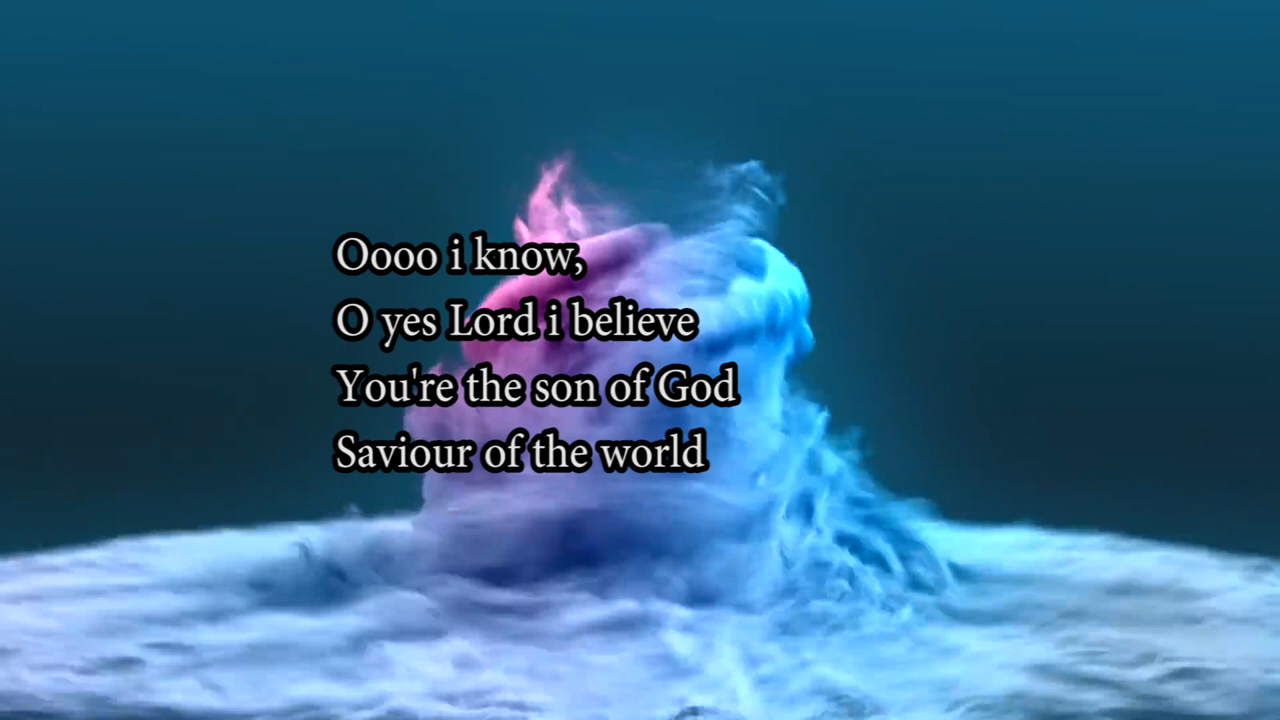 Oooo i know,
O yes Lord i believe
You're the son of God
Saviour of the world